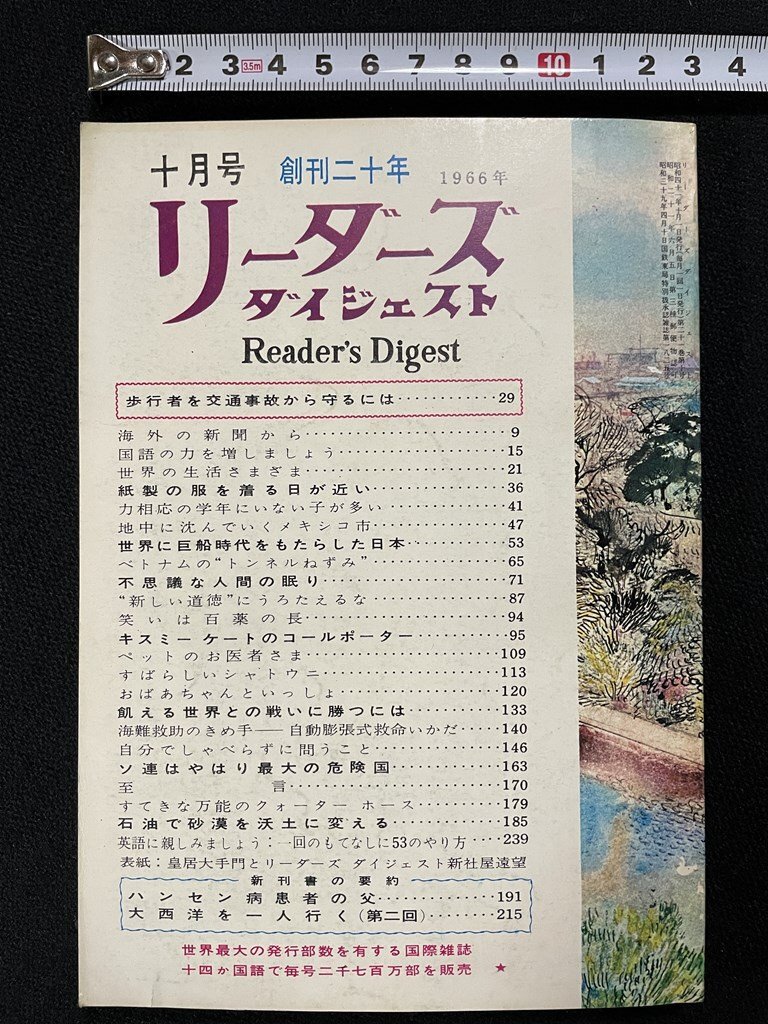 2 3 3.5m 4 5 6 7 8 9 10 1 2 3 4
十月号 創刊二十年 1966年
リーダーズ
ダイジェスト
Reader's Digest
歩行者を交通事故から守るには············29
海外の新聞から······················9
国語の力を増しましょう··················15
世界の生活さまざま····················21
紙製の服を着る日が近い················36
力相応の学年にいない子が多い············41
地中に沈んでいくメキシコ市··············47
世界に巨船時代をもたらした日本··········53
ベトナムの“トンネルねずみ”··············65
不思議な人間の眠り····················71
“新しい道徳”にうろたえるな··············87
笑いは百薬の長······················94
キスミー ケートのコールポーター··········95
ペットのお医者さま····················109
すばらしいシャトウニ··················113
おばあちゃんといっしょ················120
飢える世界との戦いに勝つには··········133
海難救助のきめ手――自動膨張式救命いかだ·····140
自分でしゃべらずに問うこと············146
ソ連はやはり最大の危険国··············163
至言······················170
すてきな万能のクォーター ホース········179
石油で砂漠を沃土に変える············185
英語に親しみましょう：一回のもてなしに53のやり方····239
表紙：皇居大手門とリーダーズ ダイジェスト新社屋遠望
新刊書の要約
ハンセン病患者の父··············191
大西洋を一人行く(第二回)········215
世界最大の発行部数を有する国際雑誌
十四か国語で毎号二千七百万部を販売 ★